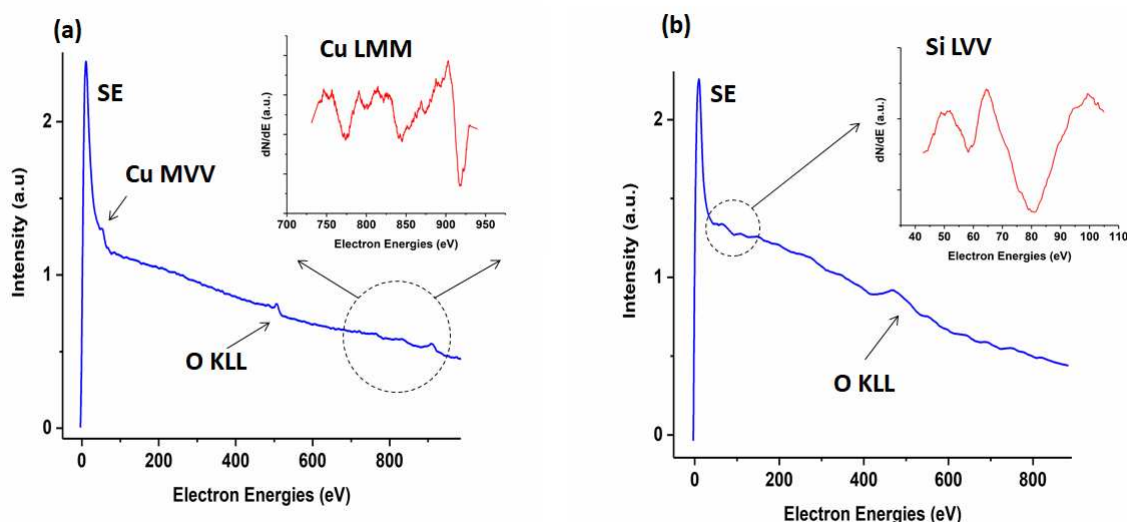 (a)
SE
Cu MVV
O KLL
Intensity (a.u)
2
1
0
0 200 400 600 800
Electron Energies (eV)
Cu LMM
dN/dE (a.u.)
700 750 800 850 900 950
Electron Energies (eV)
(b)
SE
O KLL
Intensity (a.u.)
2
1
0
0 200 400 600 800
Electron Energies (eV)
Si LVV
dN/dE (a.u.)
40 50 60 70 80 90 100 110
Electron Energies (eV)